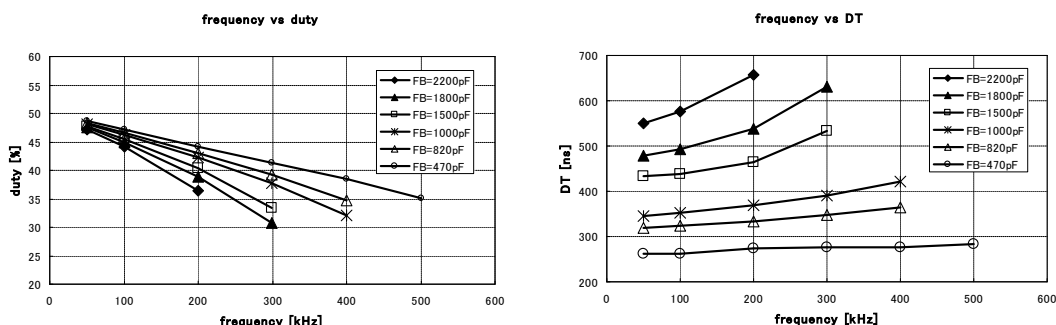 frequency vs duty
60
55
50
45
40
35
30
25
20
duty [%]
0 100 200 300 400 500 600
frequency [kHz]
FB=2200pF
FB=1800pF
FB=1500pF
FB=1000pF
FB=820pF
FB=470pF
frequency vs DT
700
600
500
400
300
200
DT [ns]
0 100 200 300 400 500 600
frequency [kHz]
FB=2200pF
FB=1800pF
FB=1500pF
FB=1000pF
FB=820pF
FB=470pF